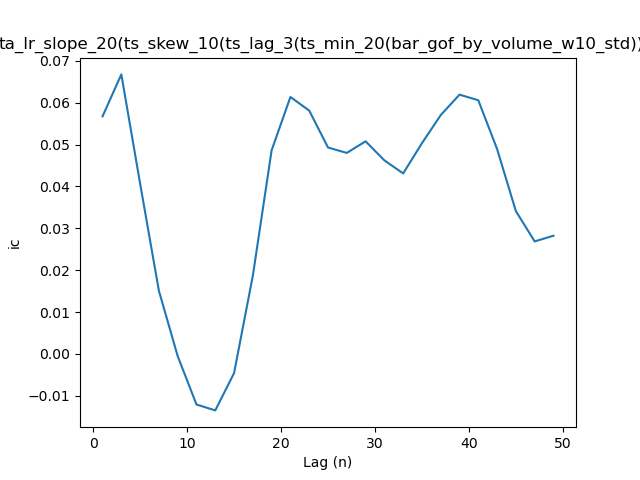 ta_lr_slope_20(ts_skew_10(ts_lag_3(ts_min_20(bar_gof_by_volume_w10_std))
0.07
0.06
0.05
0.04
0.03
0.02
0.01
0.00
−0.01
ic
0 10 20 30 40 50
Lag (n)